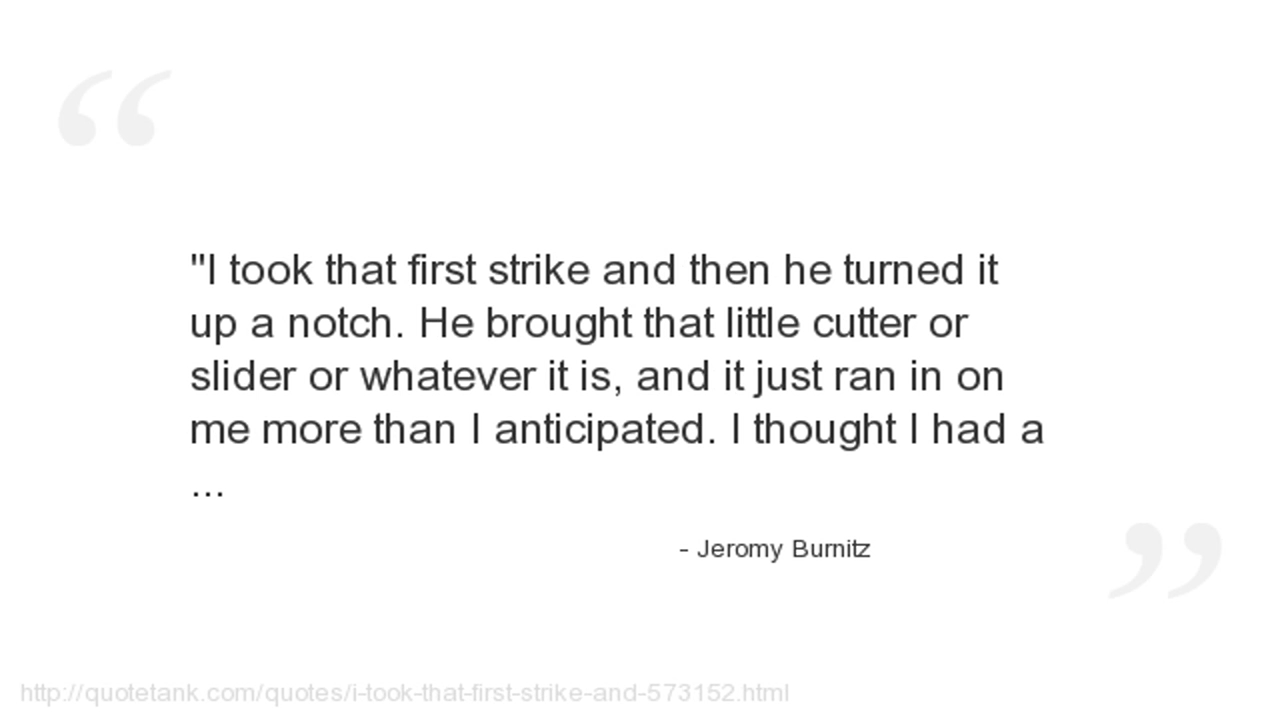 "I took that first strike and then he turned it
up a notch. He brought that little cutter or
slider or whatever it is, and it just ran in on
me more than I anticipated. I thought I had a
...
- Jeromy Burnitz
http://quotetank.com/quotes/i-took-that-first-strike-and-573152.html